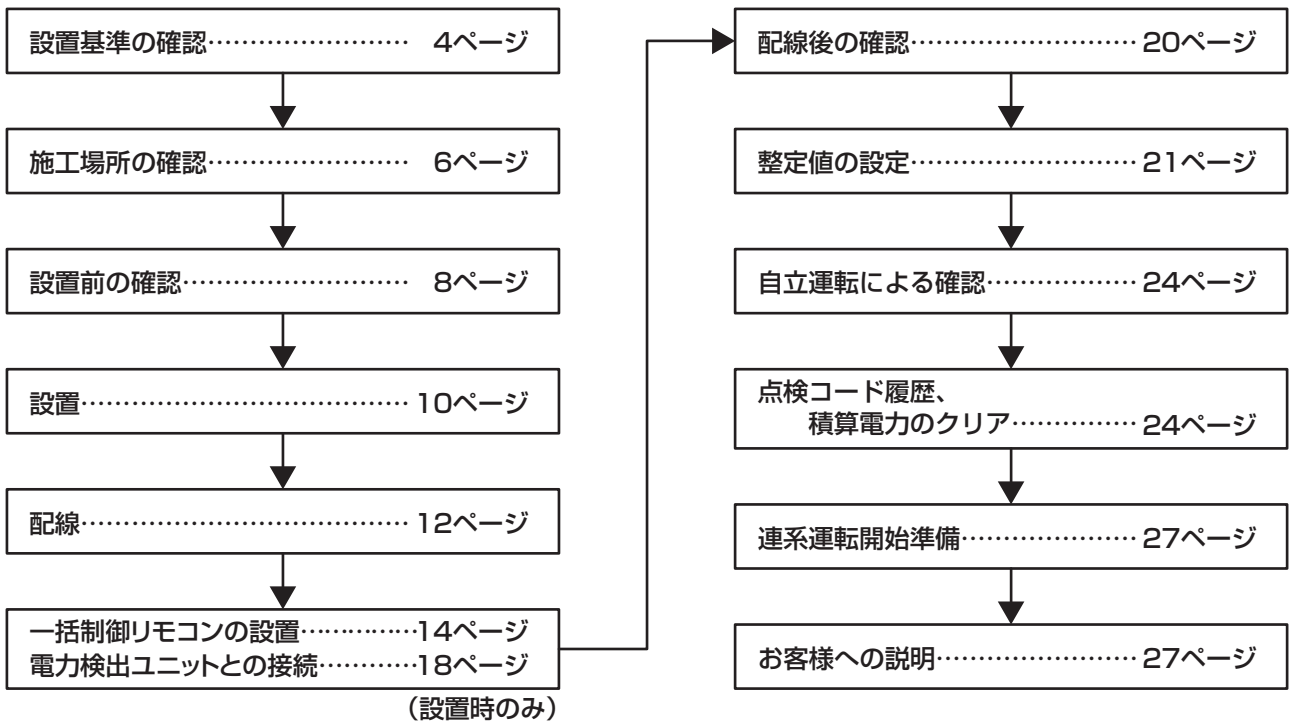 設置基準の確認…………………… 4ページ
施工場所の確認…………………… 6ページ
設置前の確認……………………… 8ページ
設置…………………………………10ページ
配線…………………………………12ページ
一括制御リモコンの設置……………14ページ
電力検出ユニットとの接続…………18ページ
（設置時のみ）
配線後の確認………………………20ページ
整定値の設定………………………21ページ
自立運転による確認………………24ページ
点検コード履歴、
積算電力のクリア……………24ページ
連系運転開始準備…………………27ページ
お客様への説明……………………27ページ